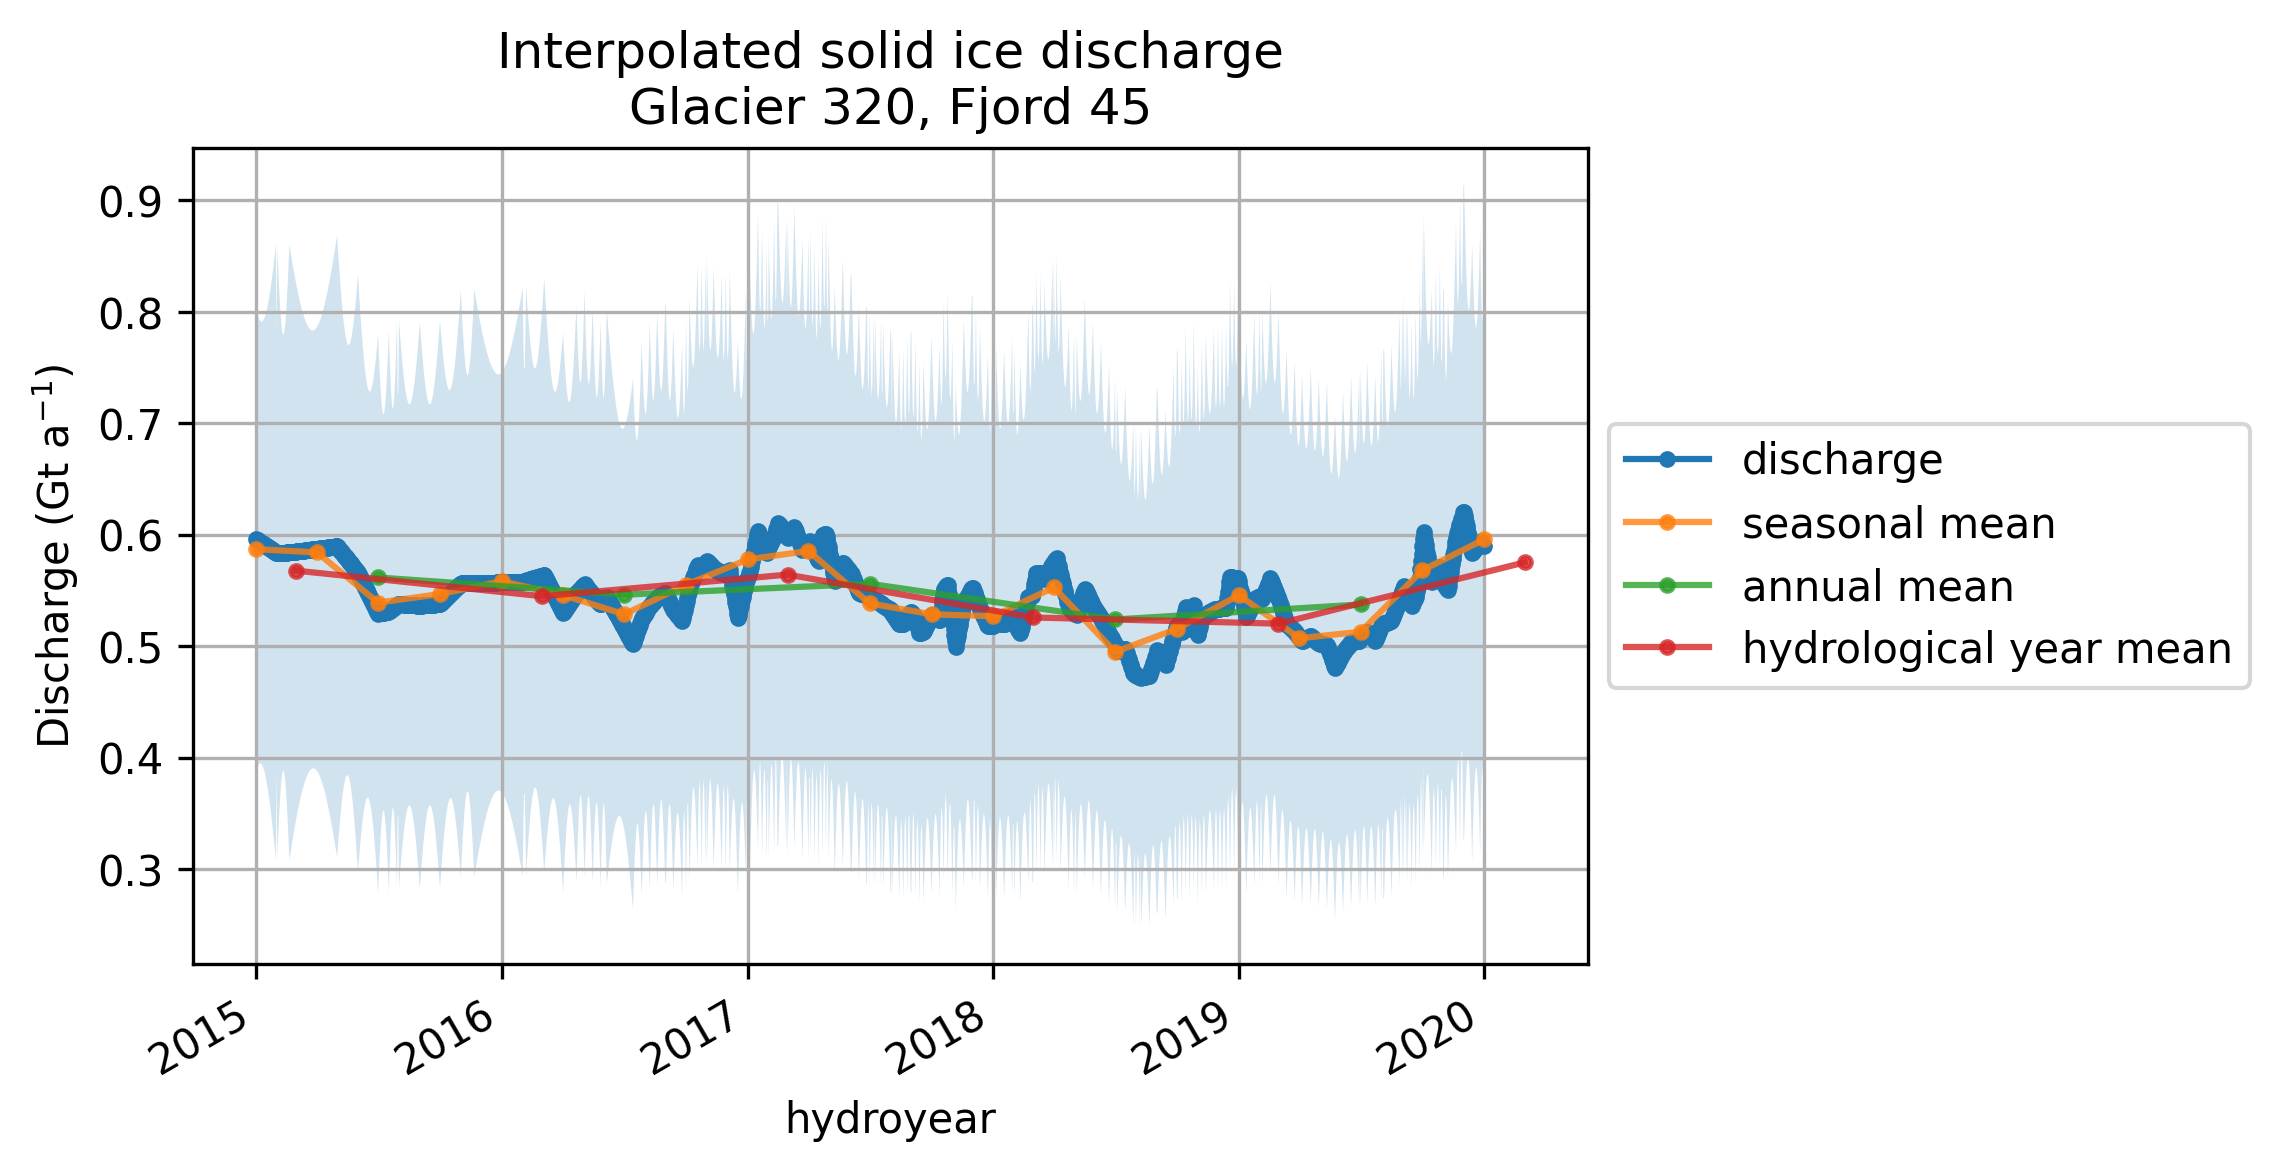 Interpolated solid ice discharge
Glacier 320, Fjord 45
Discharge (Gt a⁻¹)
0.9
0.8
0.7
0.6
0.5
0.4
0.3
2015
2016
2017
2018
2019
2020
hydroyear
discharge
seasonal mean
annual mean
hydrological year mean